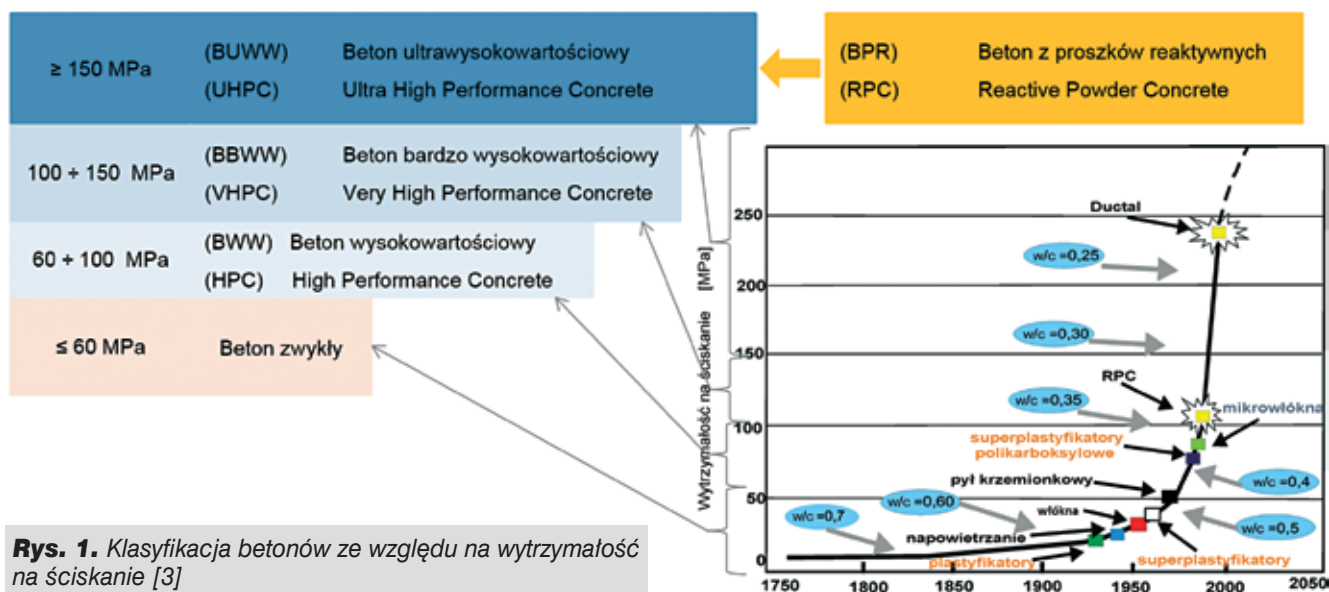 ≥ 150 MPa
(BUWW) Beton ultrawysokowartościowy
(UHPC) Ultra High Performance Concrete
(BPR) Beton z proszków reaktywnych
(RPC) Reactive Powder Concrete
100 ÷ 150 MPa
(BBWW) Beton bardzo wysokowartościowy
(VHPC) Very High Performance Concrete
60 ÷ 100 MPa
(BWW) Beton wysokowartościowy
(HPC) High Performance Concrete
≤ 60 MPa
Beton zwykły
Wytrzymałość na ściskanie [MPa]
250
200
150
100
50
0
Ductal
w/c =0,25
w/c =0,30
RPC
w/c =0,35
mikrowłókna
superplastyfikatory
polikarboksylowe
pył krzemionkowy
w/c =0,4
w/c =0,60
w/c =0,7
włókna
w/c =0,5
napowietrzanie
plastyfikatory
superplastyfikatory
1750
1800
1850
1900
1950
2000
2050
Rys. 1. Klasyfikacja betonów ze względu na wytrzymałość
na ściskanie [3]